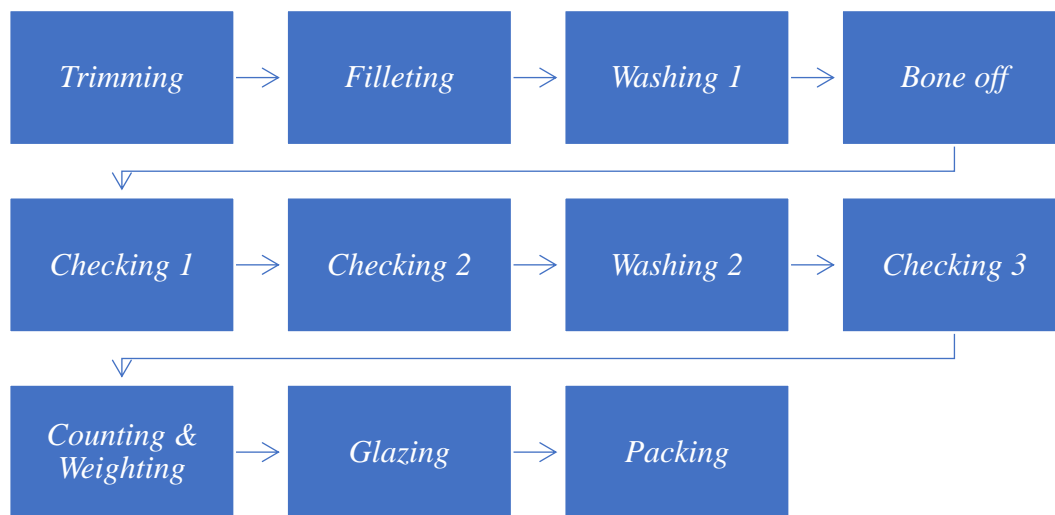 Trimming
Filleting
Washing 1
Bone off
Checking 1
Checking 2
Washing 2
Checking 3
Counting &
Weighting
Glazing
Packing